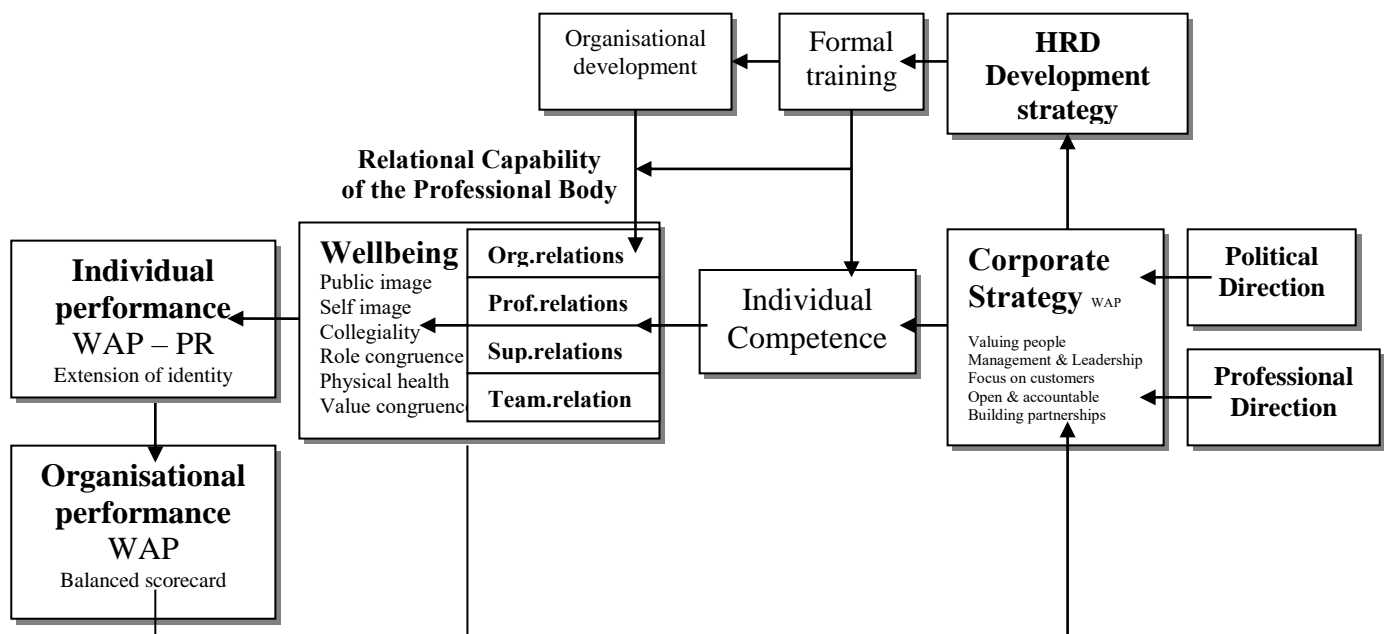 Organisational
development
Formal
training
HRD
Development
strategy
Relational Capability
of the Professional Body
Individual
performance
WAP – PR
Extension of identity
Wellbeing
Public image
Self image
Collegiality
Role congruence
Physical health
Value congruence
Org.relations
Prof.relations
Sup.relations
Team.relation
Individual
Competence
Corporate
Strategy WAP
Valuing people
Management & Leadership
Focus on customers
Open & accountable
Building partnerships
Political
Direction
Professional
Direction
Organisational
performance
WAP
Balanced scorecard